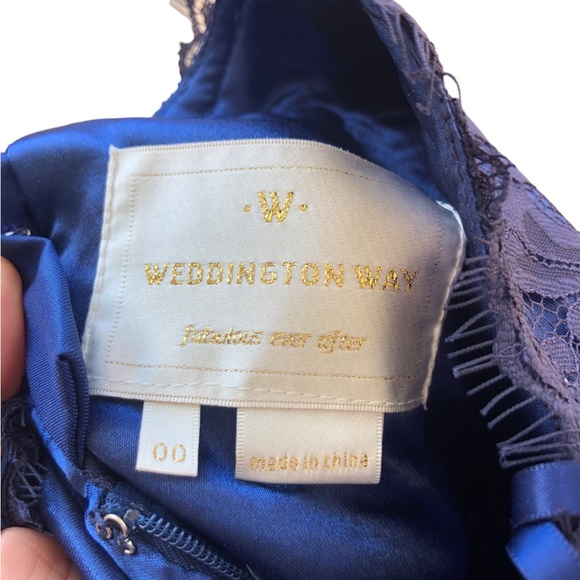 ·W·
WEDDINGTON WAY
fabulous ever after
00
made in china